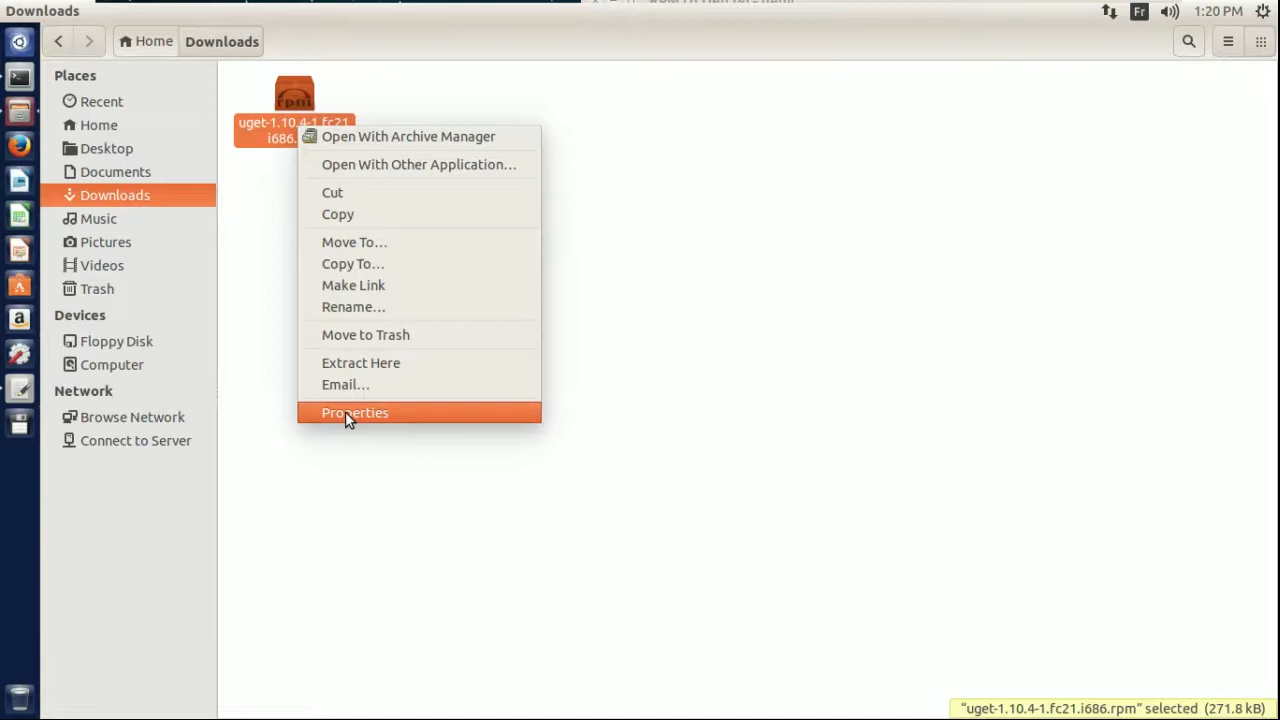 Downloads
Fr
1:20 PM
Home
Downloads
Places
Recent
Home
Desktop
Documents
Downloads
Music
Pictures
Videos
Trash
Devices
Floppy Disk
Computer
Network
Browse Network
Connect to Server
rpm
uget-1.10.4-1.fc21.
i686.
Open With Archive Manager
Open With Other Application…
Cut
Copy
Move To…
Copy To…
Make Link
Rename…
Move to Trash
Extract Here
Email…
Properties
"uget-1.10.4-1.fc21.i686.rpm" selected (271.8 kB)